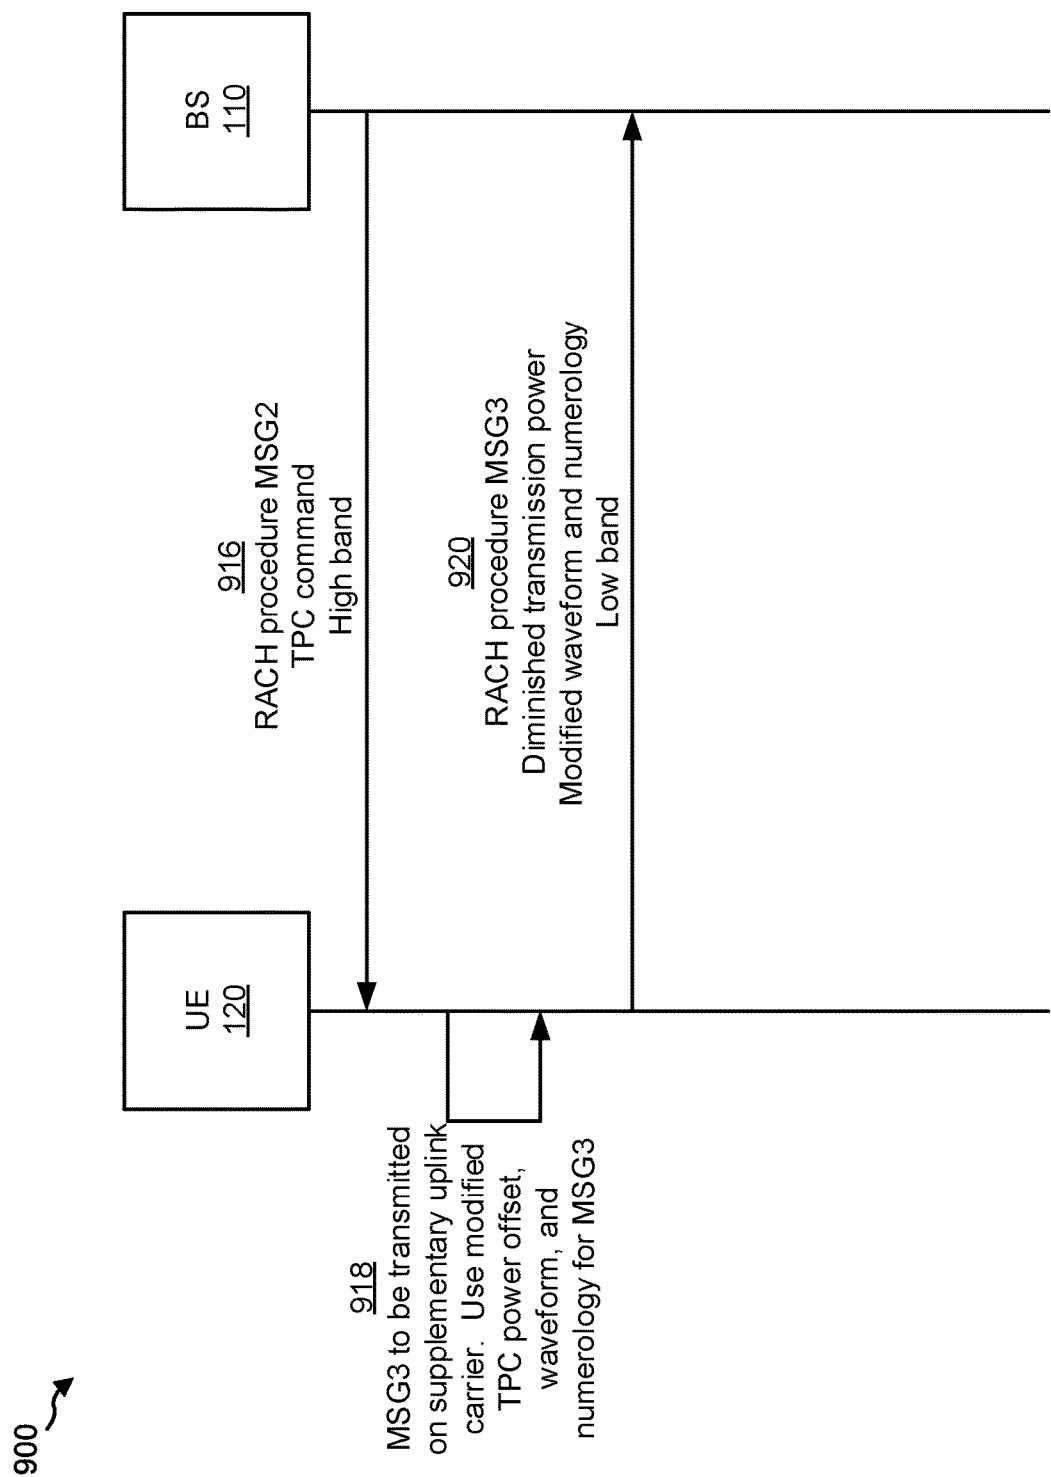 900
UE
120
BS
110
916
RACH procedure MSG2
TPC command
High band
918
MSG3 to be transmitted
on supplementary uplink
carrier. Use modified
TPC power offset,
waveform, and
numerology for MSG3
920
RACH procedure MSG3
Diminished transmission power
Modified waveform and numerology
Low band